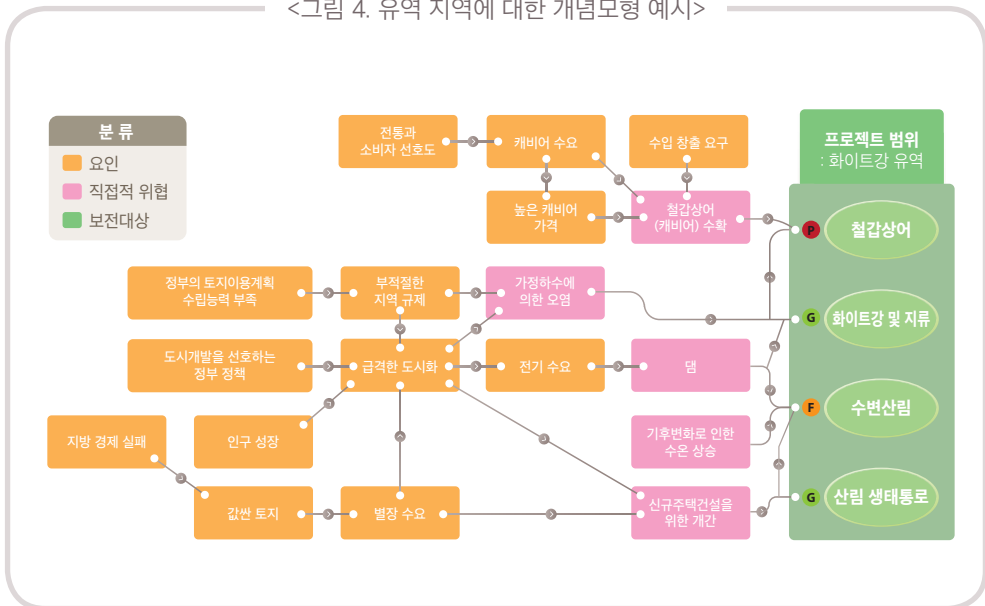 <그림 4. 유역 지역에 대한 개념모형 예시>
분 류
요인
직접적 위협
보전대상
전통과
소비자 선호도
캐비어 수요
수입 창출 요구
높은 캐비어
가격
철갑상어
(캐비어) 수확
프로젝트 범위
: 화이트강 유역
P
철갑상어
정부의 토지이용계획
수립능력 부족
부적절한
지역 규제
가정하수에
의한 오염
G
화이트강 및 지류
도시개발을 선호하는
정부 정책
급격한 도시화
전기 수요
댐
F
수변산림
지방 경제 실패
인구 성장
기후변화로 인한
수온 상승
값싼 토지
별장 수요
신규주택건설을
위한 개간
G
산림 생태통로